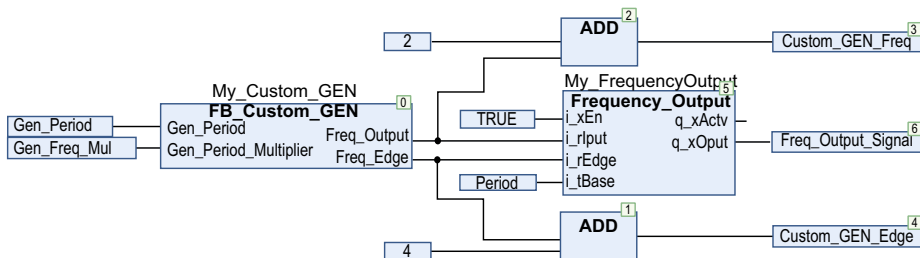 2
ADD
2
Custom_GEN_Freq
3
My_Custom_GEN
FB_Custom_GEN
0
Gen_Period
Gen_Freq_Mul
Gen_Period
Gen_Period_Multiplier
Freq_Output
Freq_Edge
My_FrequencyOutput
Frequency_Output
5
TRUE
Period
i_xEn
i_rIput
i_rEdge
i_tBase
q_xActv
q_xOput
Freq_Output_Signal
6
4
ADD
1
Custom_GEN_Edge
4